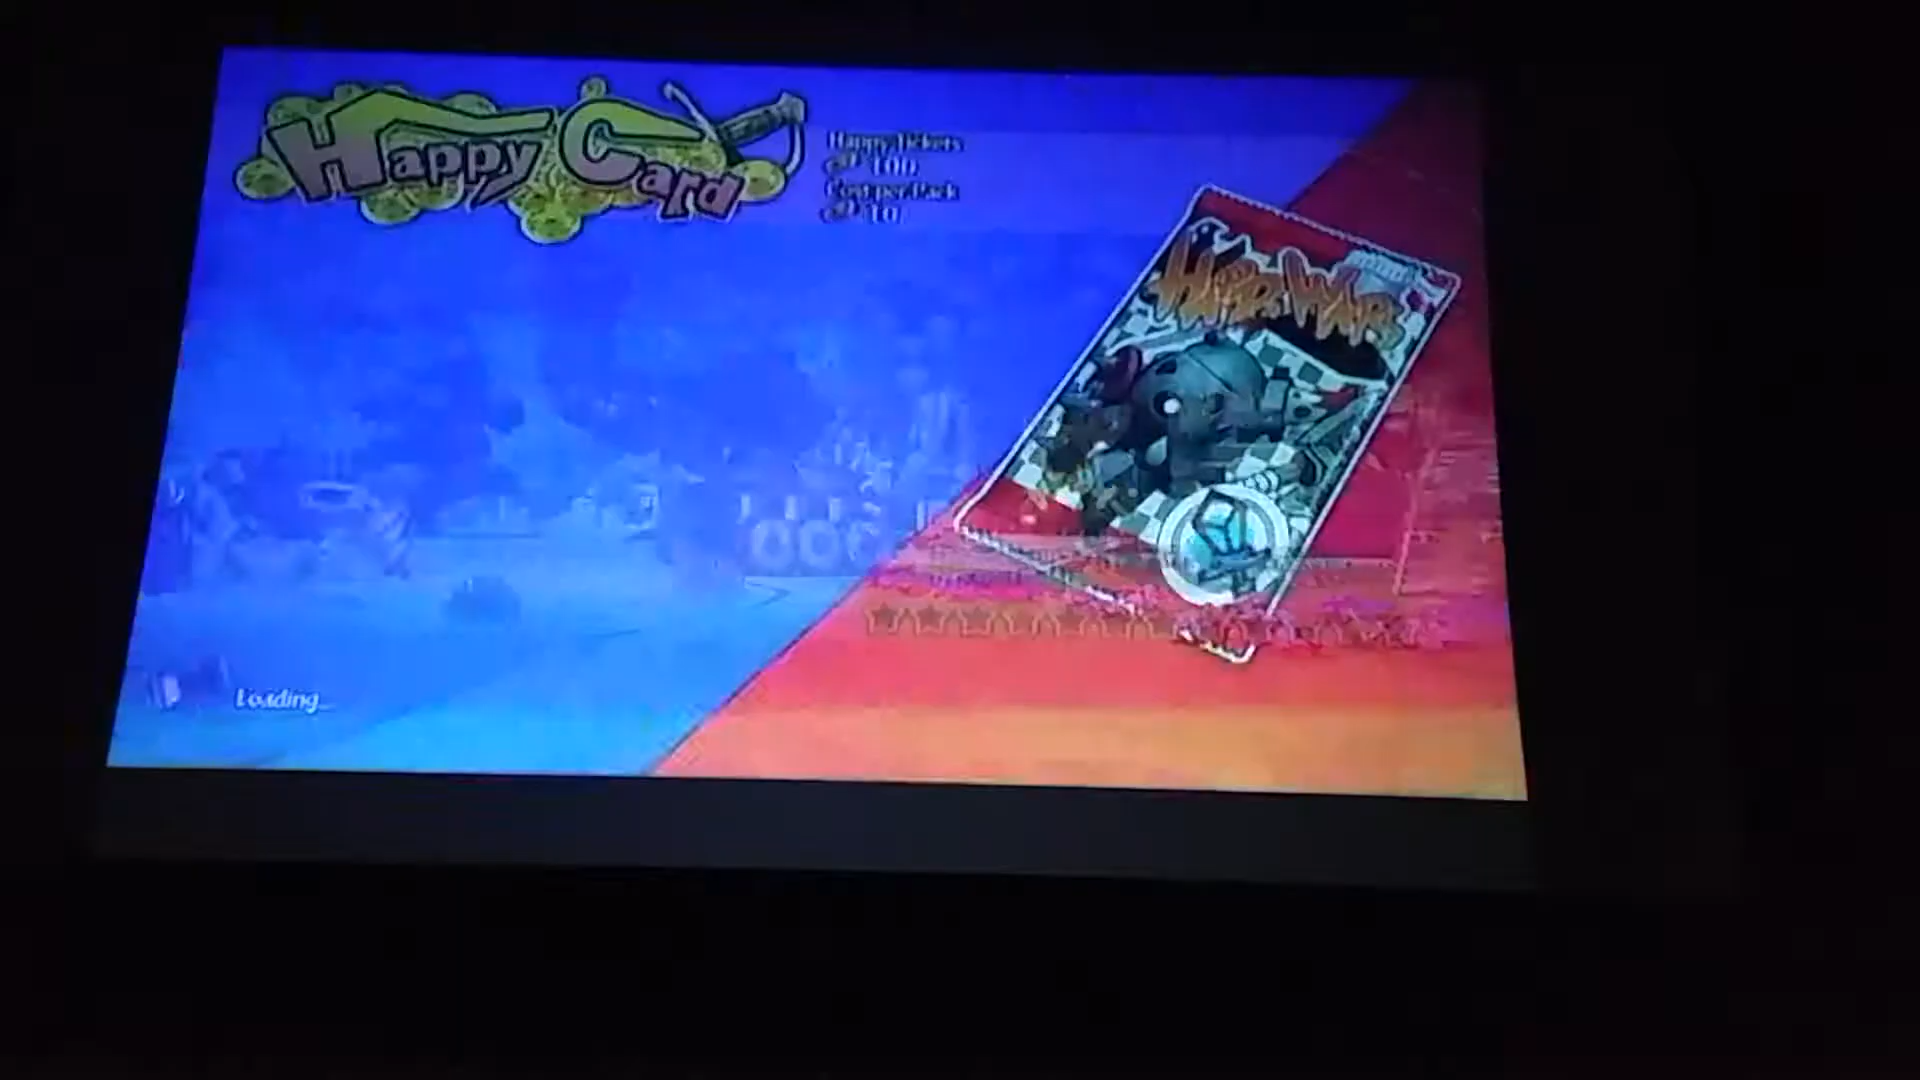 Happy Card
Happy Tickets
100
Cost per Pack
10
HAPPY WARS
Loading...